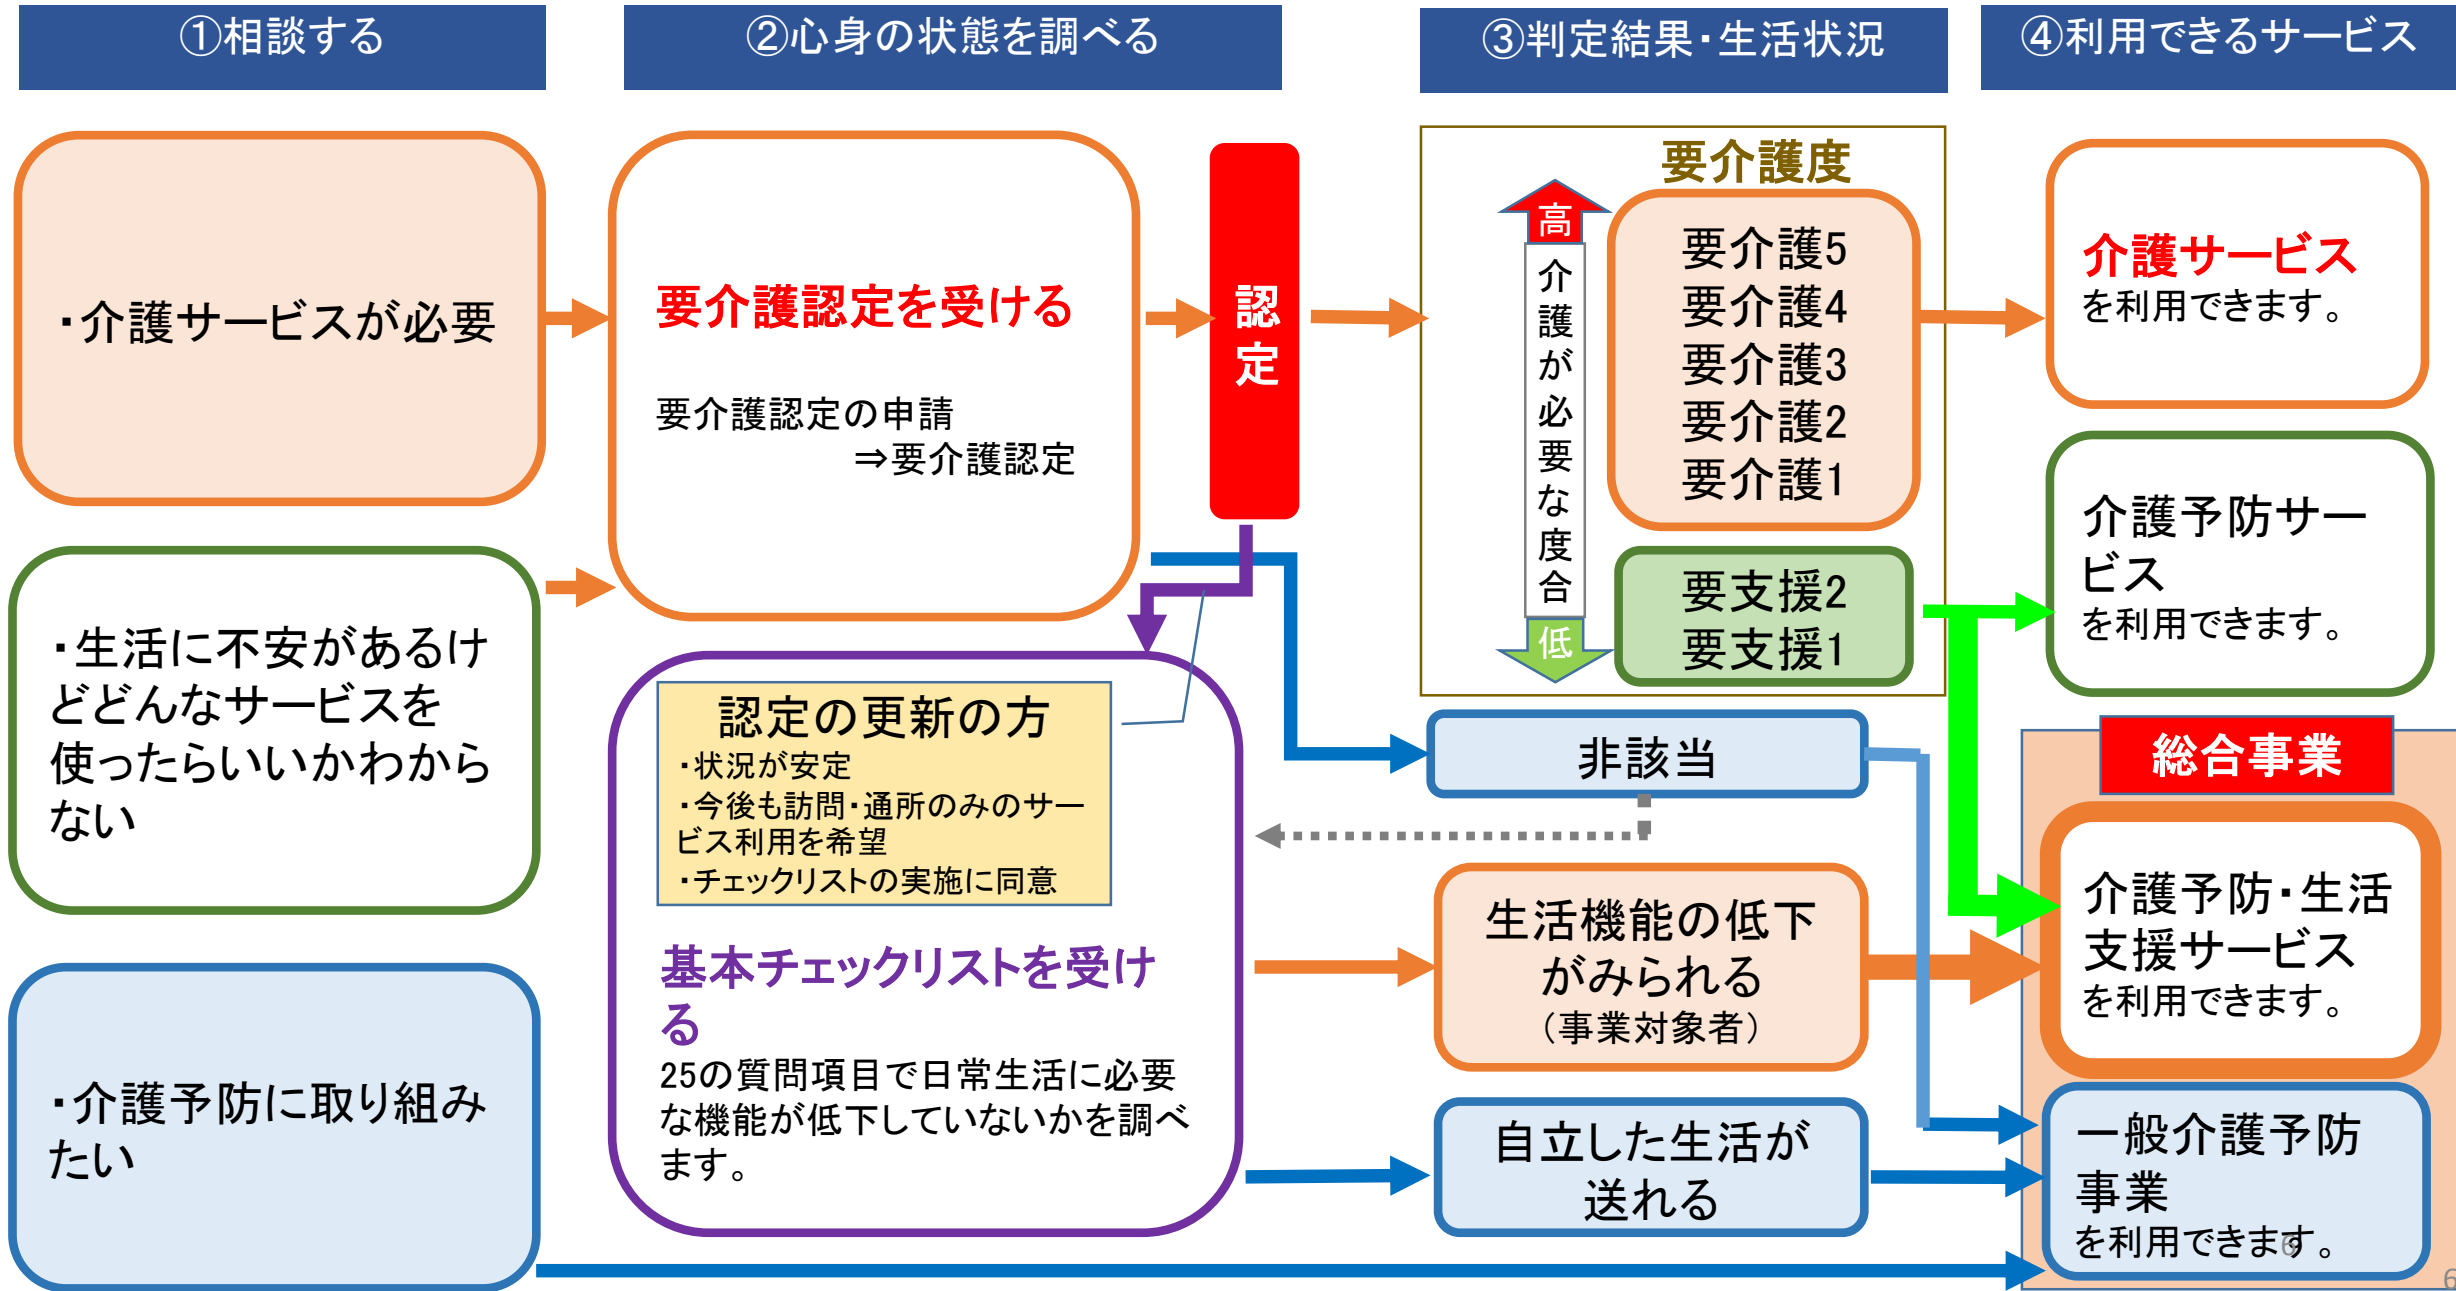 ①相談する
②心身の状態を調べる
③判定結果・生活状況
④利用できるサービス
・介護サービスが必要
・生活に不安があるけ
どどんなサービスを
使ったらいいかわから
ない
・介護予防に取り組み
たい
要介護認定を受ける
要介護認定の申請
⇒要介護認定
認
定
認定の更新の方
・状況が安定
・今後も訪問・通所のみのサー
ビス利用を希望
・チェックリストの実施に同意
基本チェックリストを受け
る
25の質問項目で日常生活に必要
な機能が低下していないかを調べ
ます。
要介護度
高
介
護
が
必
要
な
度
合
低
要介護5
要介護4
要介護3
要介護2
要介護1
要支援2
要支援1
非該当
生活機能の低下
がみられる
（事業対象者）
自立した生活が
送れる
介護サービス
を利用できます。
介護予防サー
ビス
を利用できます。
総合事業
介護予防・生活
支援サービス
を利用できます。
一般介護予防
事業
を利用できます。
6
6